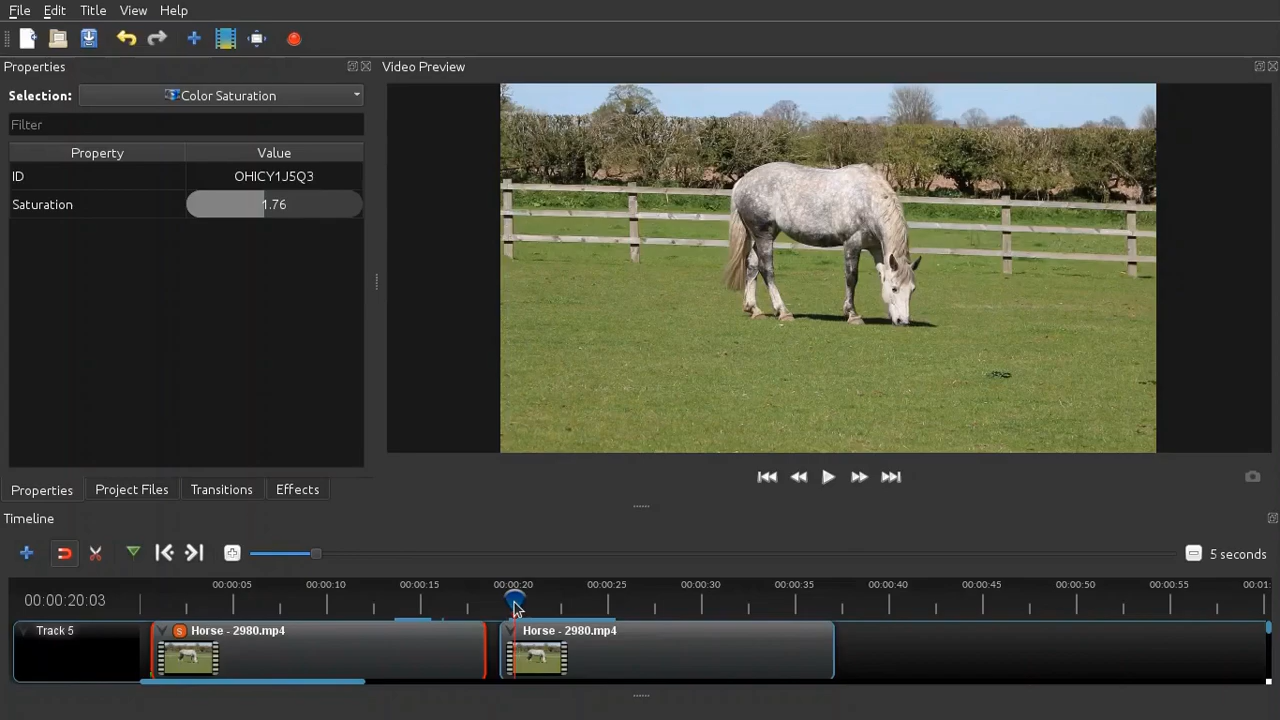 File Edit Title View Help
Properties
Video Preview
Selection: Color Saturation
Filter
Property Value
ID OHICY1J5Q3
Saturation 1.76
Properties Project Files Transitions Effects
Timeline
5 seconds
00:00:20:03
00:00:05 00:00:10 00:00:15 00:00:20 00:00:25 00:00:30 00:00:35 00:00:40 00:00:45 00:00:50 00:00:55 00:01:
Track 5
S Horse - 2980.mp4
Horse - 2980.mp4